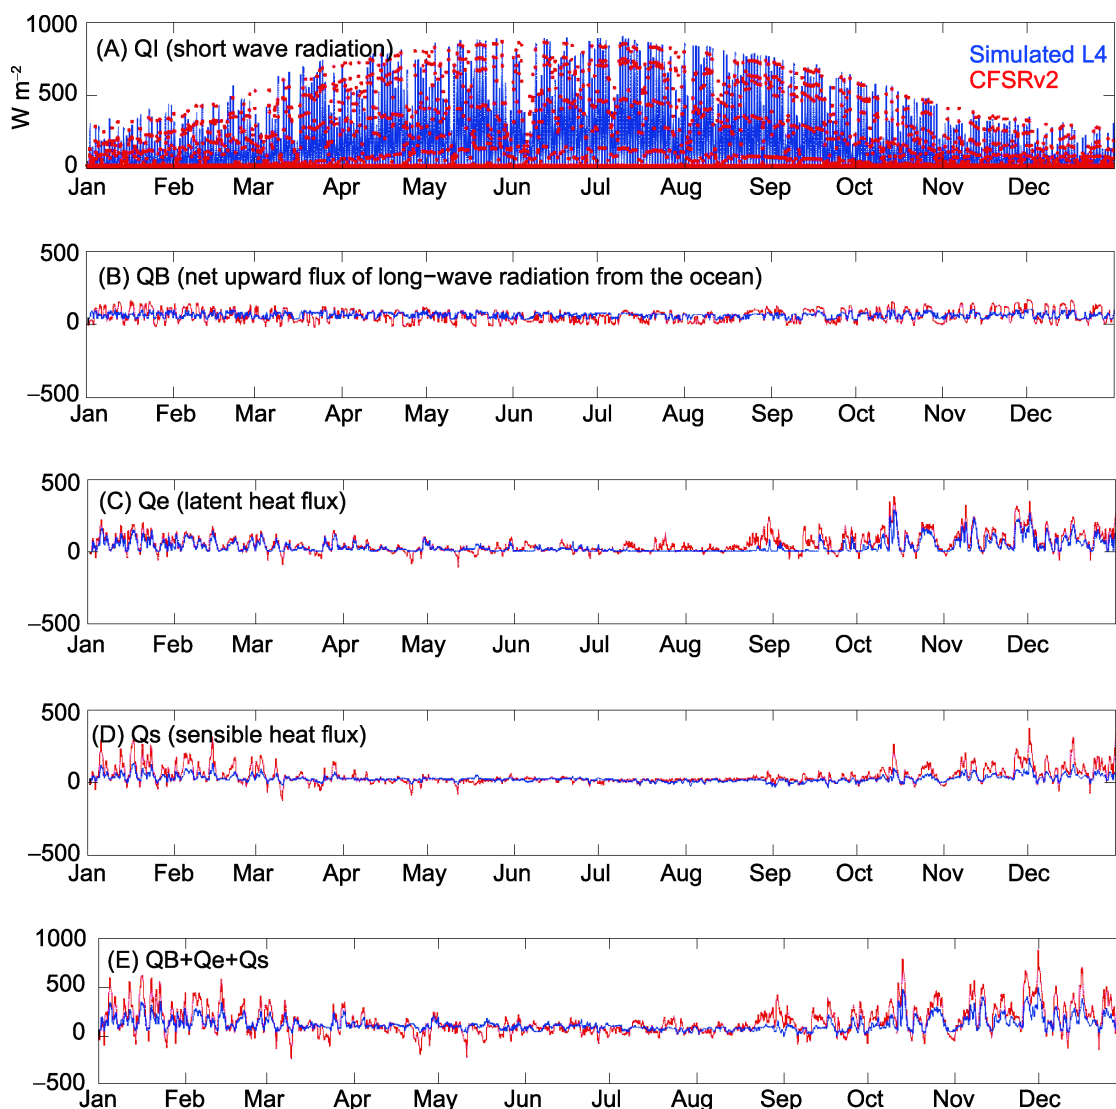 1000
(A) QI (short wave radiation)
Simulated L4
CFSRv2
W m−2
500
0
Jan Feb Mar Apr May Jun Jul Aug Sep Oct Nov Dec
500
(B) QB (net upward flux of long−wave radiation from the ocean)
0
−500
Jan Feb Mar Apr May Jun Jul Aug Sep Oct Nov Dec
500
(C) Qe (latent heat flux)
0
−500
Jan Feb Mar Apr May Jun Jul Aug Sep Oct Nov Dec
500
(D) Qs (sensible heat flux)
0
−500
Jan Feb Mar Apr May Jun Jul Aug Sep Oct Nov Dec
1000
(E) QB+Qe+Qs
500
0
−500
Jan Feb Mar Apr May Jun Jul Aug Sep Oct Nov Dec